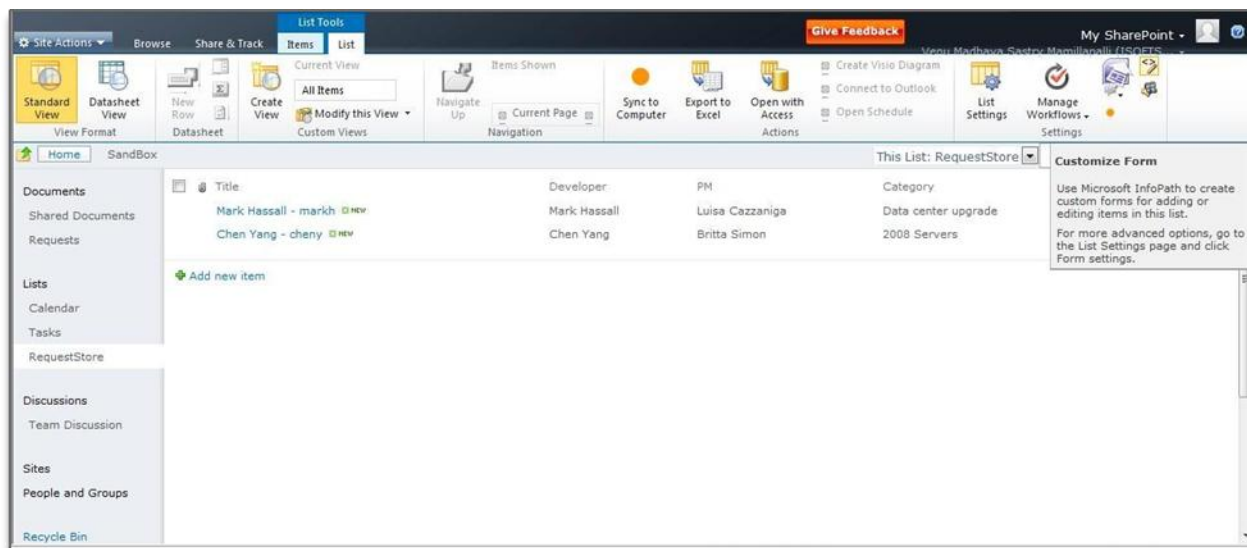 List Tools
Give Feedback
My SharePoint
Site Actions
Browse
Share & Track
Items
List
Venu Madhava Sastry Mamillapalli (ISOFTS...
Standard View
Datasheet View
View Format
New Row
Datasheet
Create View
Current View
All Items
Modify this View
Custom Views
Navigate Up
Items Shown
Current Page
Navigation
Sync to Computer
Export to Excel
Open with Access
Create Visio Diagram
Connect to Outlook
Open Schedule
Actions
List Settings
Manage Workflows
Settings
Home
SandBox
This List: RequestStore
Customize Form
Use Microsoft InfoPath to create
custom forms for adding or
editing items in this list.
For more advanced options, go to
the List Settings page and click
Form settings.
Documents
Shared Documents
Requests
Lists
Calendar
Tasks
RequestStore
Discussions
Team Discussion
Sites
People and Groups
Recycle Bin
Title Developer PM Category
Mark Hassall - markh NEW Mark Hassall Luisa Cazzaniga Data center upgrade
Chen Yang - cheny NEW Chen Yang Britta Simon 2008 Servers
Add new item